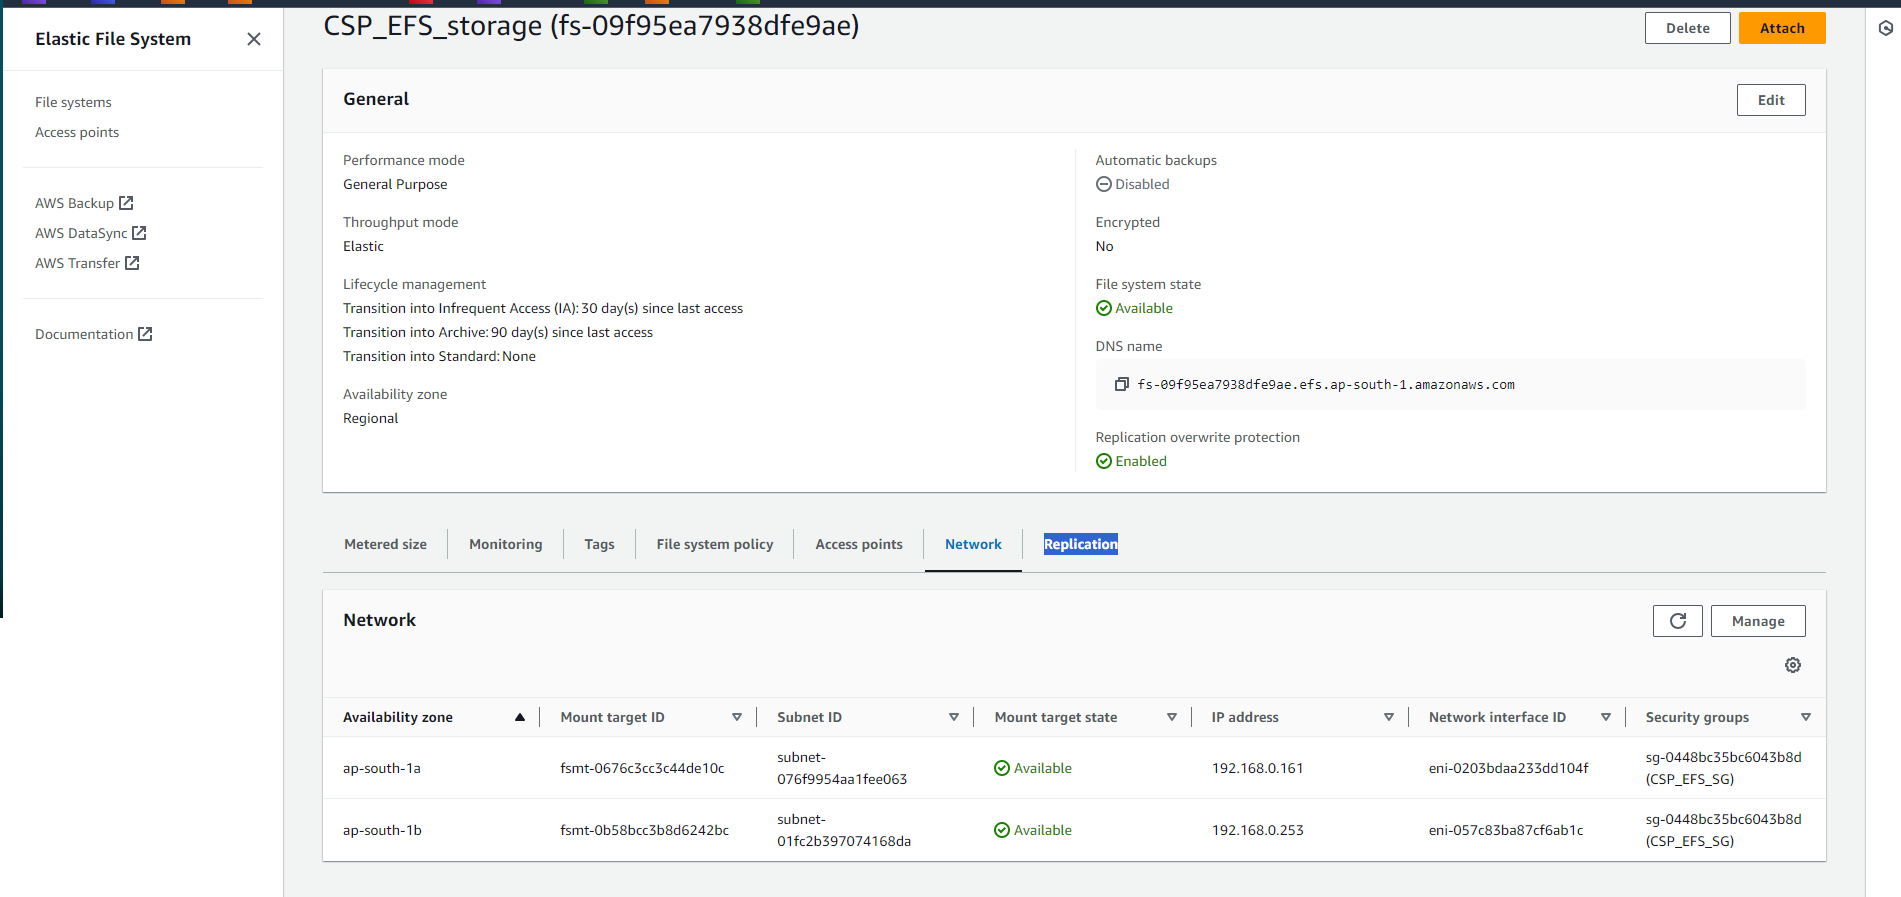 CSP_EFS_storage (fs-09f95ea7938dfe9ae)
Delete
Attach
Elastic File System
File systems
Access points
AWS Backup
AWS DataSync
AWS Transfer
Documentation
General
Edit
Performance mode
General Purpose
Throughput mode
Elastic
Lifecycle management
Transition into Infrequent Access (IA): 30 day(s) since last access
Transition into Archive: 90 day(s) since last access
Transition into Standard: None
Availability zone
Regional
Automatic backups
Disabled
Encrypted
No
File system state
Available
DNS name
fs-09f95ea7938dfe9ae.efs.ap-south-1.amazonaws.com
Replication overwrite protection
Enabled
Metered size
Monitoring
Tags
File system policy
Access points
Network
Replication
Network
Manage
Availability zone
Mount target ID
Subnet ID
Mount target state
IP address
Network interface ID
Security groups
ap-south-1a
fsmt-0676c3cc3c44de10c
subnet-
076f9954aa1fee063
Available
192.168.0.161
eni-0203bdaa233dd104f
sg-0448bc35bc6043b8d
(CSP_EFS_SG)
ap-south-1b
fsmt-0b58bcc3b8d6242bc
subnet-
01fc2b397074168da
Available
192.168.0.253
eni-057c83ba87cf6ab1c
sg-0448bc35bc6043b8d
(CSP_EFS_SG)